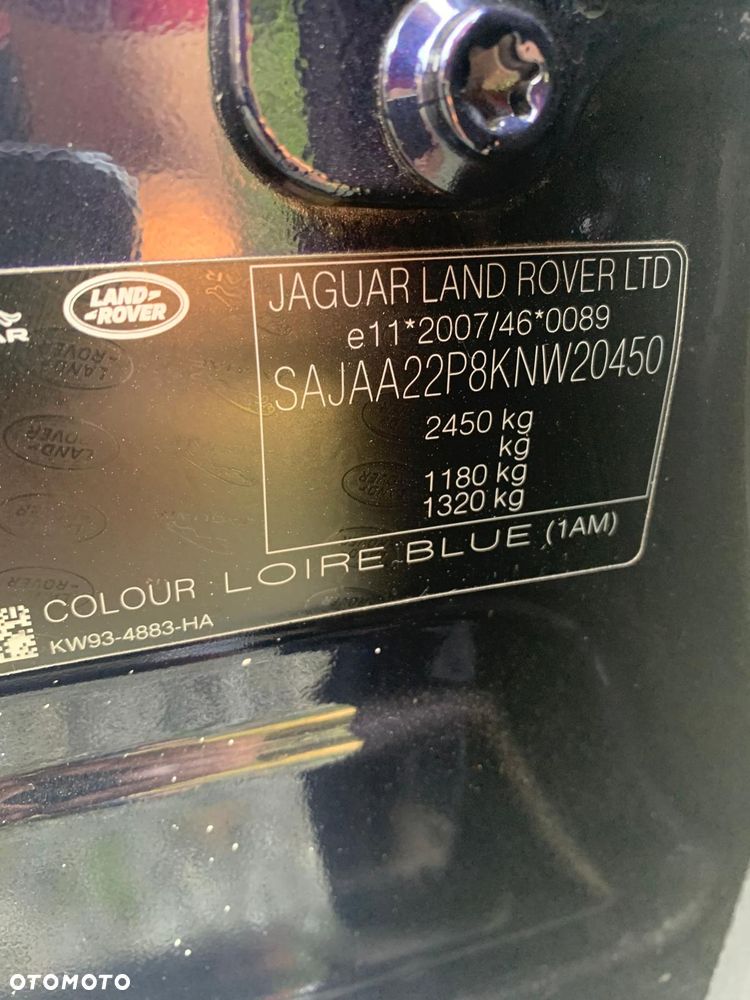 LAND-
-ROVER
AR
JAGUAR LAND ROVER LTD
e11*2007/46*0089
SAJAA22P8KNW20450
2450 kg
kg
1180 kg
1320 kg
COLOUR : LOIRE BLUE (1AM)
KW93-4883-HA
OTOMOTO